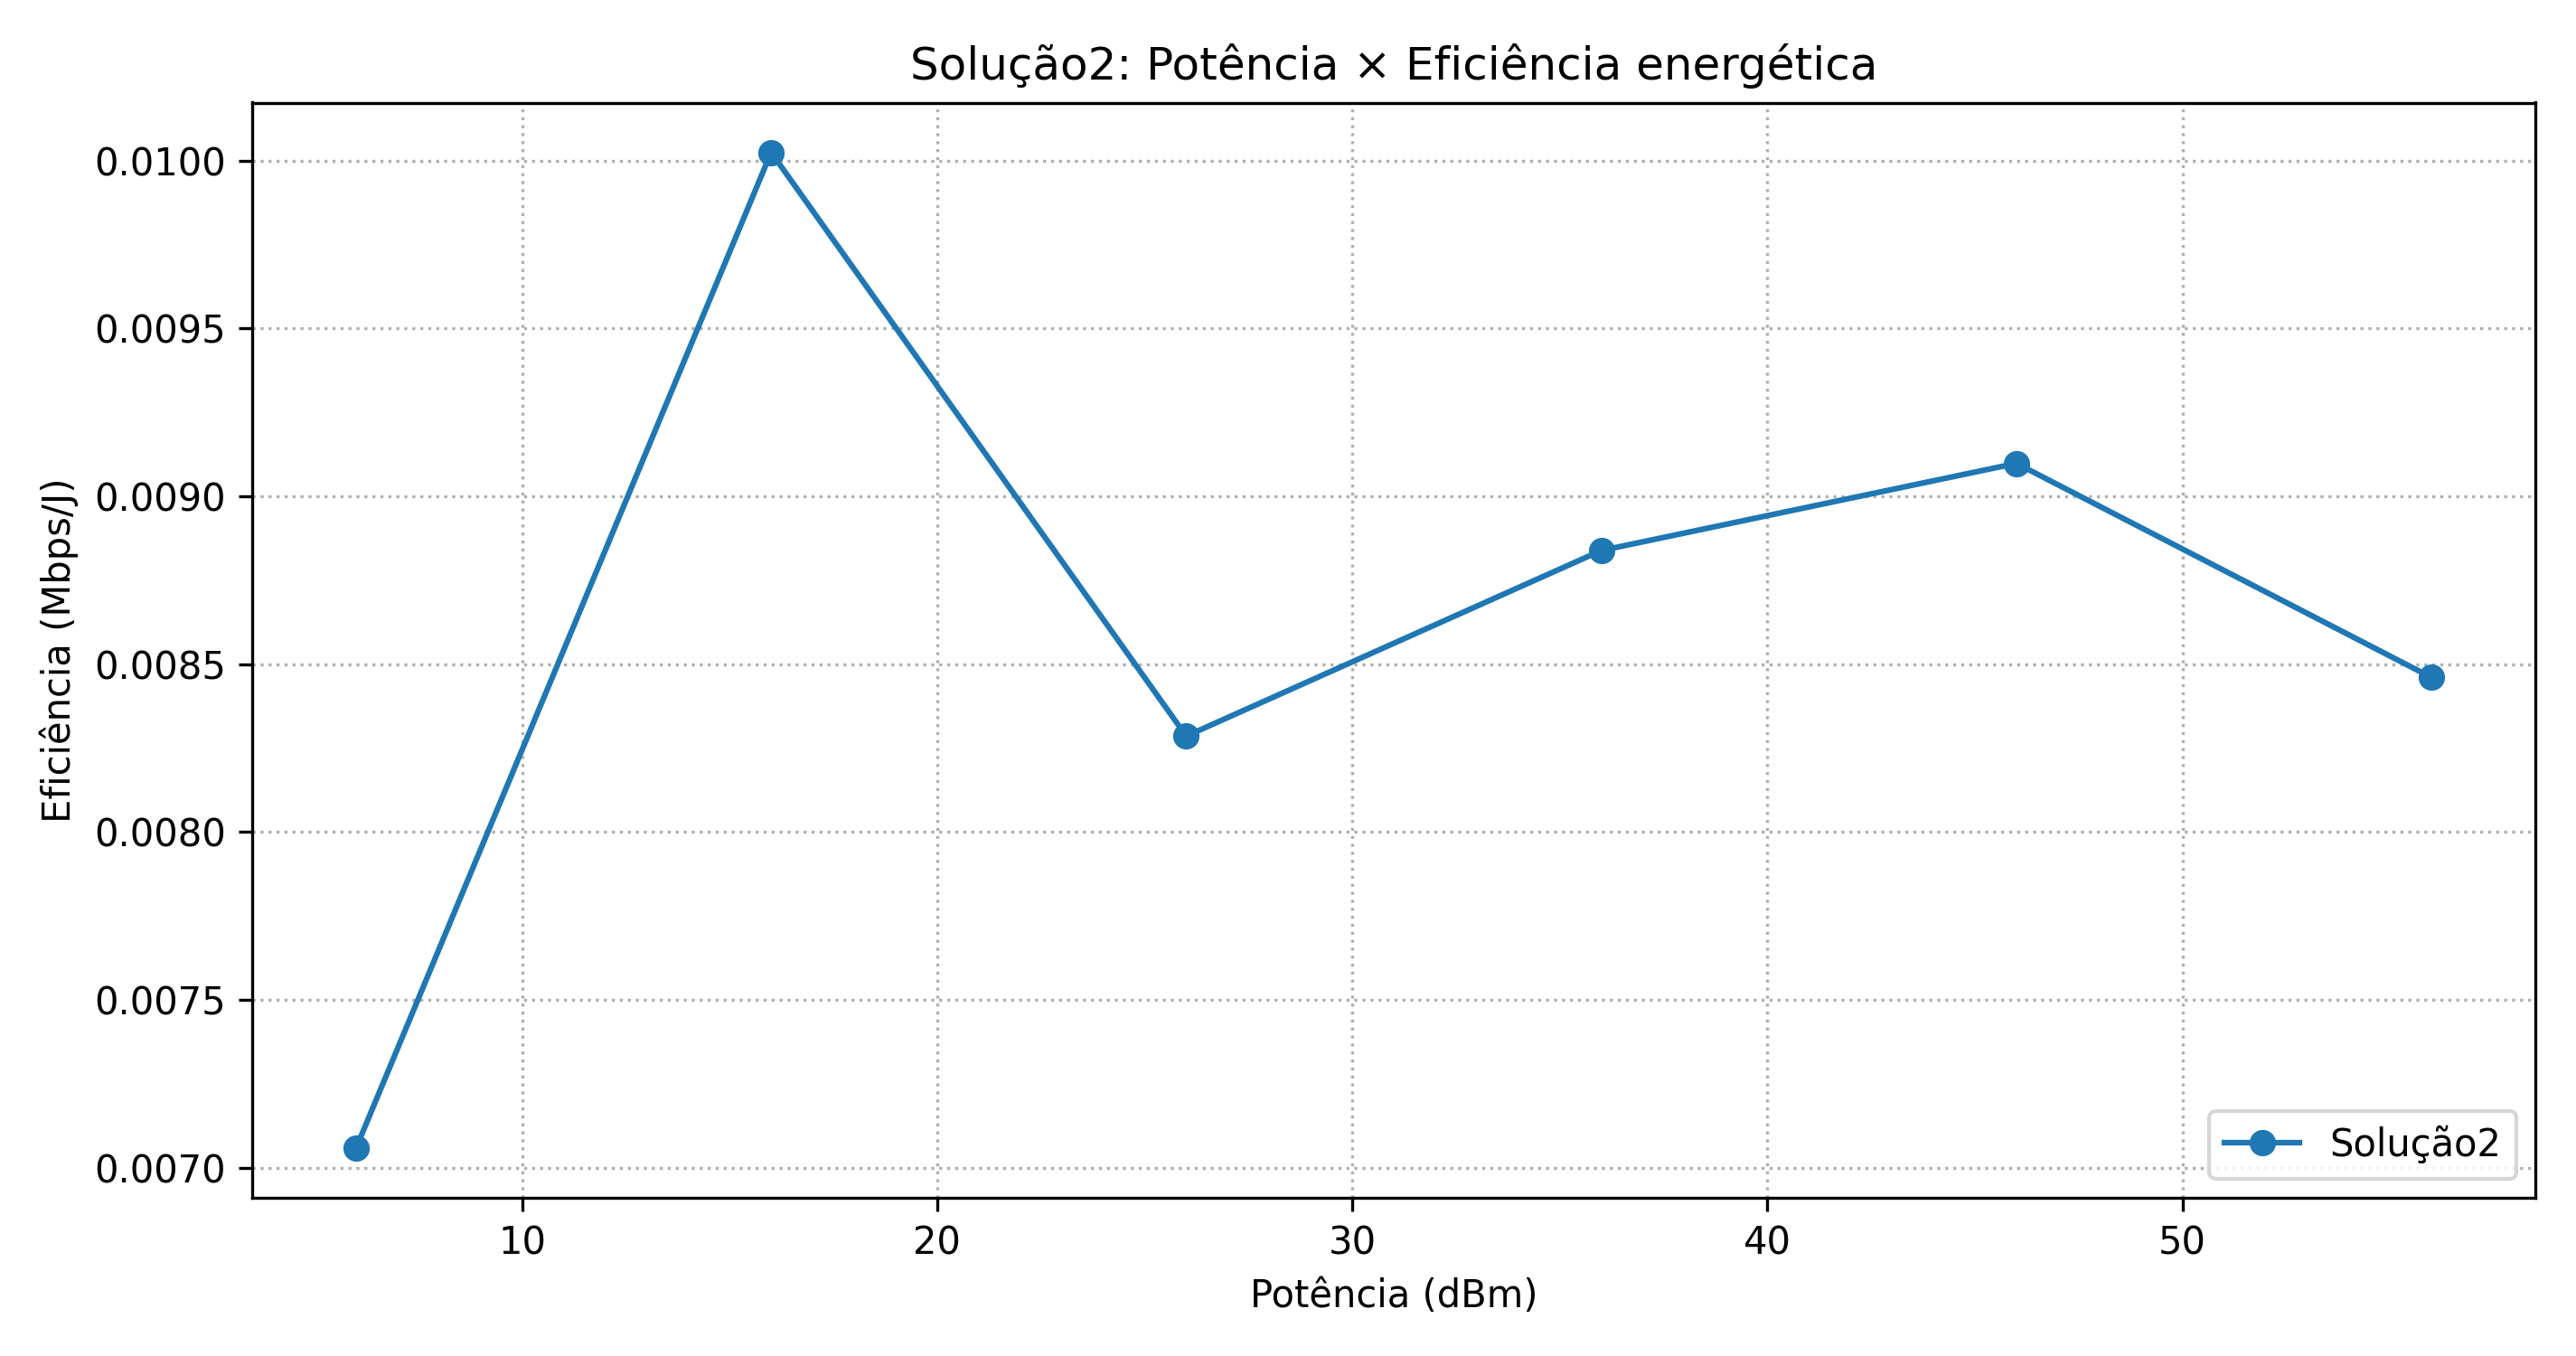 Solução2: Potência × Eficiência energética
0.0100
0.0095
0.0090
0.0085
0.0080
0.0075
0.0070
Eficiência (Mbps/J)
Solução2
10 20 30 40 50
Potência (dBm)